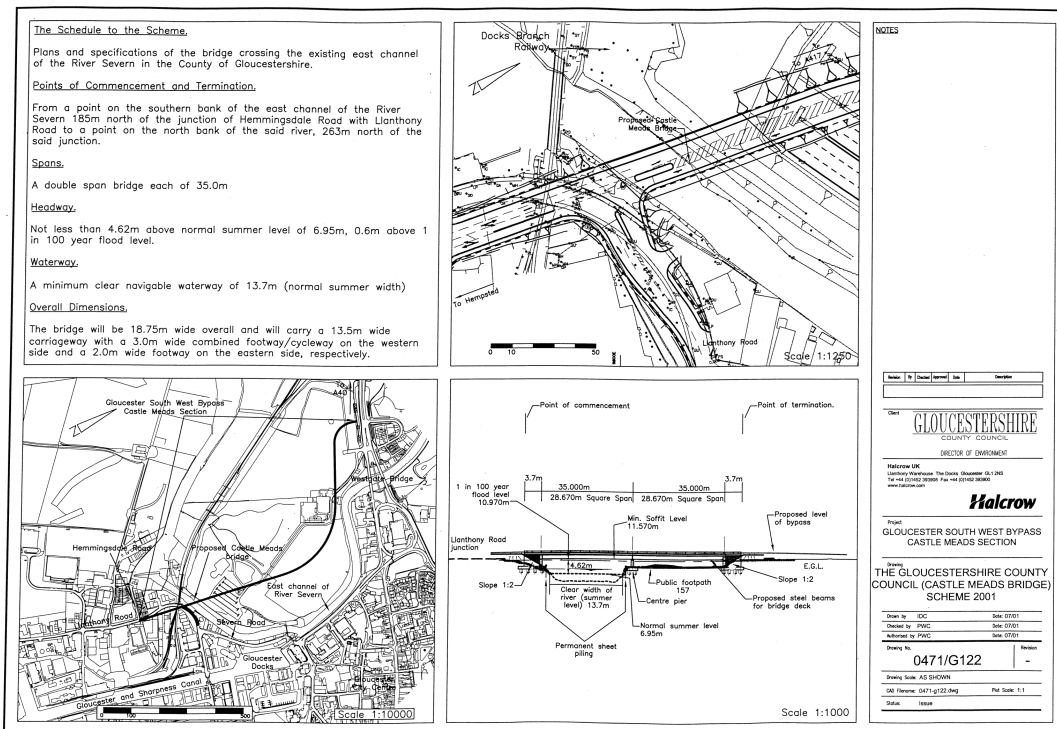 The Schedule to the Scheme.
Plans and specifications of the bridge crossing the existing east channel
of the River Severn in the County of Gloucestershire.
Points of Commencement and Termination.
From a point on the southern bank of the east channel of the River
Severn 185m north of the junction of Hemmingsdale Road with Llanthony
Road to a point on the north bank of the said river, 263m north of the
said junction.
Spans.
A double span bridge each of 35.0m
Headway.
Not less than 4.62m above normal summer level of 6.95m, 0.6m above 1
in 100 year flood level.
Waterway.
A minimum clear navigable waterway of 13.7m (normal summer width)
Overall Dimensions.
The bridge will be 18.75m wide overall and will carry a 13.5m wide
carriageway with a 3.0m wide combined footway/cycleway on the western
side and a 2.0m wide footway on the eastern side, respectively.
Docks Branch
Railway
N
To A417
Proposed Castle
Meads Bridge
To Hempsted
Llanthony Road
0 10 50
Scale 1:1250
To
A40
Gloucester South West Bypass
Castle Meads Section
N
Westgate Bridge
Hemmingsdale Road
Proposed Castle Meads
bridge
East channel of
River Severn
Llanthony Road
Severn Road
Gloucester
Docks
Gloucester
City Centre
Gloucester and Sharpness Canal
0 100 500
Scale 1:10000
Point of commencement
Point of termination.
3.7m
35.000m
35.000m
3.7m
28.670m Square Span
28.670m Square Span
1 in 100 year
flood level
10.970m
Min. Soffit Level
11.570m
Proposed level
of bypass
Llanthony Road
junction
4.62m
E.G.L.
Slope 1:2
Slope 1:2
Clear width of
river (summer
level) 13.7m
Public footpath
157
Centre pier
Proposed steel beams
for bridge deck
Normal summer level
6.95m
Permanent sheet
piling
Scale 1:1000
NOTES
Revision By Checked Approved Date Description
Client
GLOUCESTERSHIRE
COUNTY COUNCIL
DIRECTOR OF ENVIRONMENT
Halcrow UK
Llanthony Warehouse The Docks Gloucester GL1 2NS
Tel +44 (0)1452 393908 Fax +44 (0)1452 393900
www.halcrow.com
Halcrow
Project
GLOUCESTER SOUTH WEST BYPASS
CASTLE MEADS SECTION
Drawing
THE GLOUCESTERSHIRE COUNTY
COUNCIL (CASTLE MEADS BRIDGE)
SCHEME 2001
Drawn by IDC Date: 07/01
Checked by PWC Date: 07/01
Authorised by PWC Date: 07/01
Drawing No. Revision
0471/G122 -
Drawing Scale: AS SHOWN
CAD Filename: 0471-g122.dwg Plot Scale: 1:1
Status: Issue